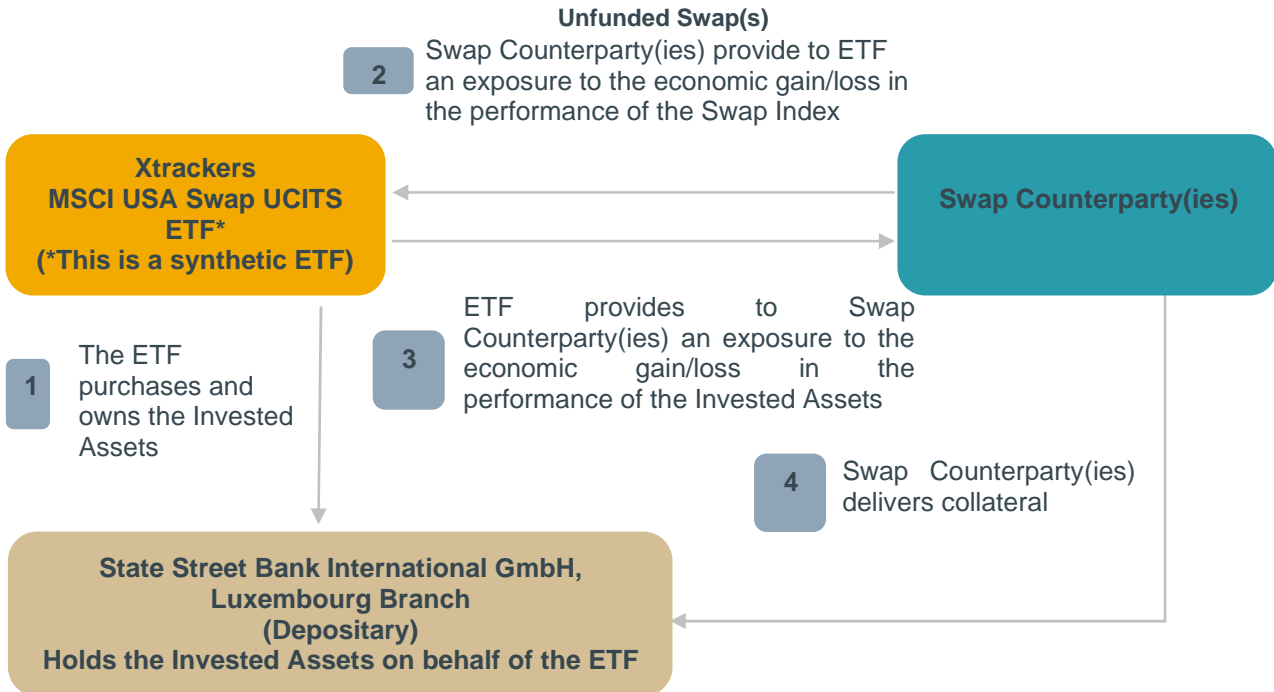 Unfunded Swap(s)
2
Swap Counterparty(ies) provide to ETF
an exposure to the economic gain/loss in
the performance of the Swap Index
Xtrackers
MSCI USA Swap UCITS
ETF*
(*This is a synthetic ETF)
Swap Counterparty(ies)
1
The ETF
purchases and
owns the Invested
Assets
3
ETF provides to Swap
Counterparty(ies) an exposure to the
economic gain/loss in the
performance of the Invested Assets
4
Swap Counterparty(ies)
delivers collateral
State Street Bank International GmbH,
Luxembourg Branch
(Depositary)
Holds the Invested Assets on behalf of the ETF